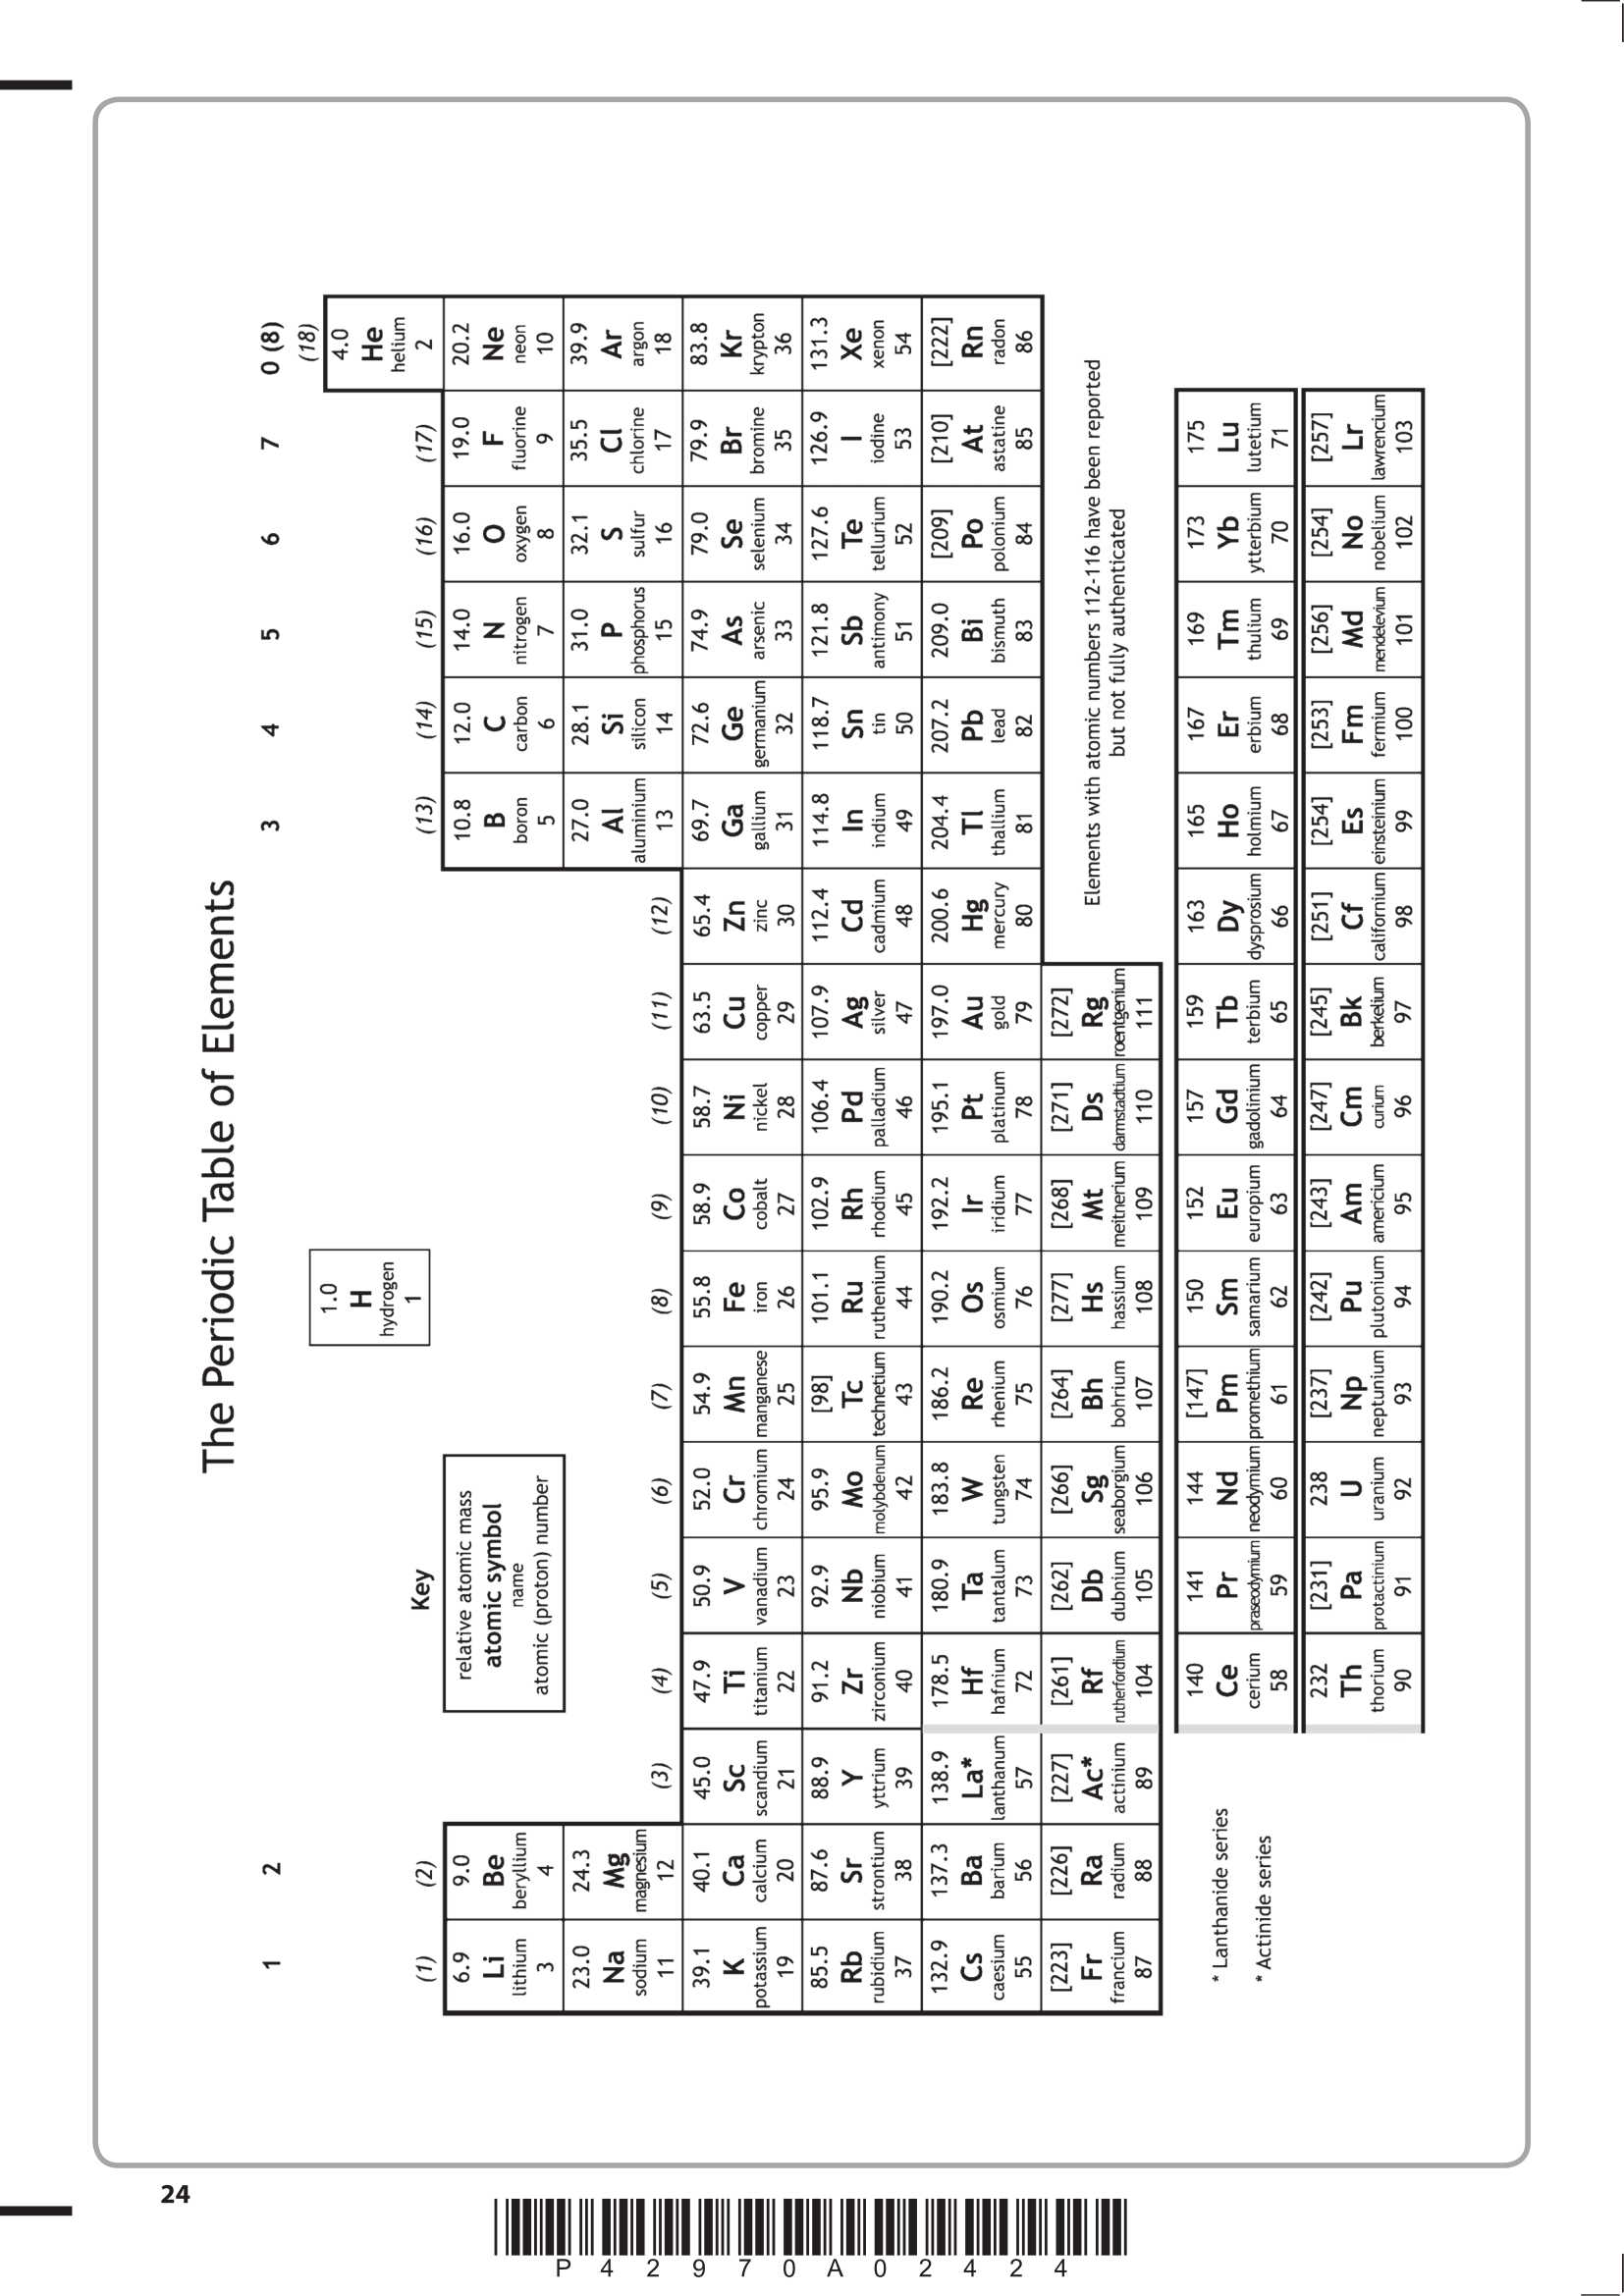 The Periodic Table of Elements
1 2 3 4 5 6 7 0 (8)
(18)
1.0
H
hydrogen
1
4.0
He
helium
2
Key
relative atomic mass
atomic symbol
name
atomic (proton) number
(1) (2) (13) (14) (15) (16) (17)
6.9 9.0 10.8 12.0 14.0 16.0 19.0 20.2
Li Be B C N O F Ne
lithium beryllium boron carbon nitrogen oxygen fluorine neon
3 4 5 6 7 8 9 10
23.0 24.3 27.0 28.1 31.0 32.1 35.5 39.9
Na Mg Al Si P S Cl Ar
sodium magnesium aluminium silicon phosphorus sulfur chlorine argon
11 12 13 14 15 16 17 18
(3) (4) (5) (6) (7) (8) (9) (10) (11) (12)
39.1 40.1 45.0 47.9 50.9 52.0 54.9 55.8 58.9 58.7 63.5 65.4 69.7 72.6 74.9 79.0 79.9 83.8
K Ca Sc Ti V Cr Mn Fe Co Ni Cu Zn Ga Ge As Se Br Kr
potassium calcium scandium titanium vanadium chromium manganese iron cobalt nickel copper zinc gallium germanium arsenic selenium bromine krypton
19 20 21 22 23 24 25 26 27 28 29 30 31 32 33 34 35 36
85.5 87.6 88.9 91.2 92.9 95.9 [98] 101.1 102.9 106.4 107.9 112.4 114.8 118.7 121.8 127.6 126.9 131.3
Rb Sr Y Zr Nb Mo Tc Ru Rh Pd Ag Cd In Sn Sb Te I Xe
rubidium strontium yttrium zirconium niobium molybdenum technetium ruthenium rhodium palladium silver cadmium indium tin antimony tellurium iodine xenon
37 38 39 40 41 42 43 44 45 46 47 48 49 50 51 52 53 54
132.9 137.3 138.9 178.5 180.9 183.8 186.2 190.2 192.2 195.1 197.0 200.6 204.4 207.2 209.0 [209] [210] [222]
Cs Ba La* Hf Ta W Re Os Ir Pt Au Hg Tl Pb Bi Po At Rn
caesium barium lanthanum hafnium tantalum tungsten rhenium osmium iridium platinum gold mercury thallium lead bismuth polonium astatine radon
55 56 57 72 73 74 75 76 77 78 79 80 81 82 83 84 85 86
[223] [226] [227] [261] [262] [266] [264] [277] [268] [271] [272]
Fr Ra Ac* Rf Db Sg Bh Hs Mt Ds Rg
francium radium actinium rutherfordium dubnium seaborgium bohrium hassium meitnerium darmstadtium roentgenium
87 88 89 104 105 106 107 108 109 110 111
Elements with atomic numbers 112-116 have been reported
but not fully authenticated
* Lanthanide series
* Actinide series
140 141 144 [147] 150 152 157 159 163 165 167 169 173 175
Ce Pr Nd Pm Sm Eu Gd Tb Dy Ho Er Tm Yb Lu
cerium praseodymium neodymium promethium samarium europium gadolinium terbium dysprosium holmium erbium thulium ytterbium lutetium
58 59 60 61 62 63 64 65 66 67 68 69 70 71
232 [231] 238 [237] [242] [243] [247] [245] [251] [254] [253] [256] [254] [257]
Th Pa U Np Pu Am Cm Bk Cf Es Fm Md No Lr
thorium protactinium uranium neptunium plutonium americium curium berkelium californium einsteinium fermium mendelevium nobelium lawrencium
90 91 92 93 94 95 96 97 98 99 100 101 102 103
24
P42970A02424